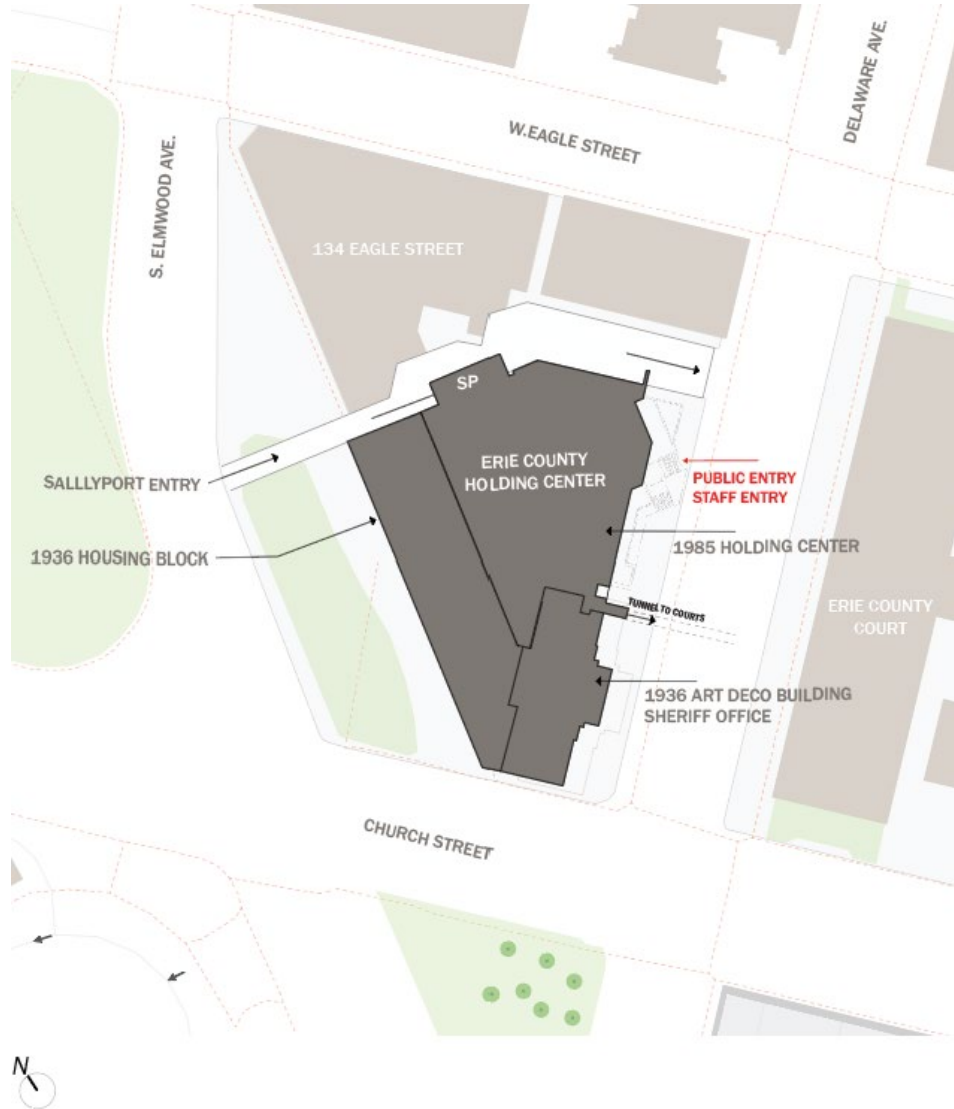 DELAWARE AVE.
W.EAGLE STREET
S. ELMWOOD AVE.
134 EAGLE STREET
SP
ERIE COUNTY
HOLDING CENTER
SALLLYPORT ENTRY
PUBLIC ENTRY
STAFF ENTRY
1936 HOUSING BLOCK
1985 HOLDING CENTER
TUNNEL TO COURTS
ERIE COUNTY
COURT
1936 ART DECO BUILDING
SHERIFF OFFICE
CHURCH STREET
N